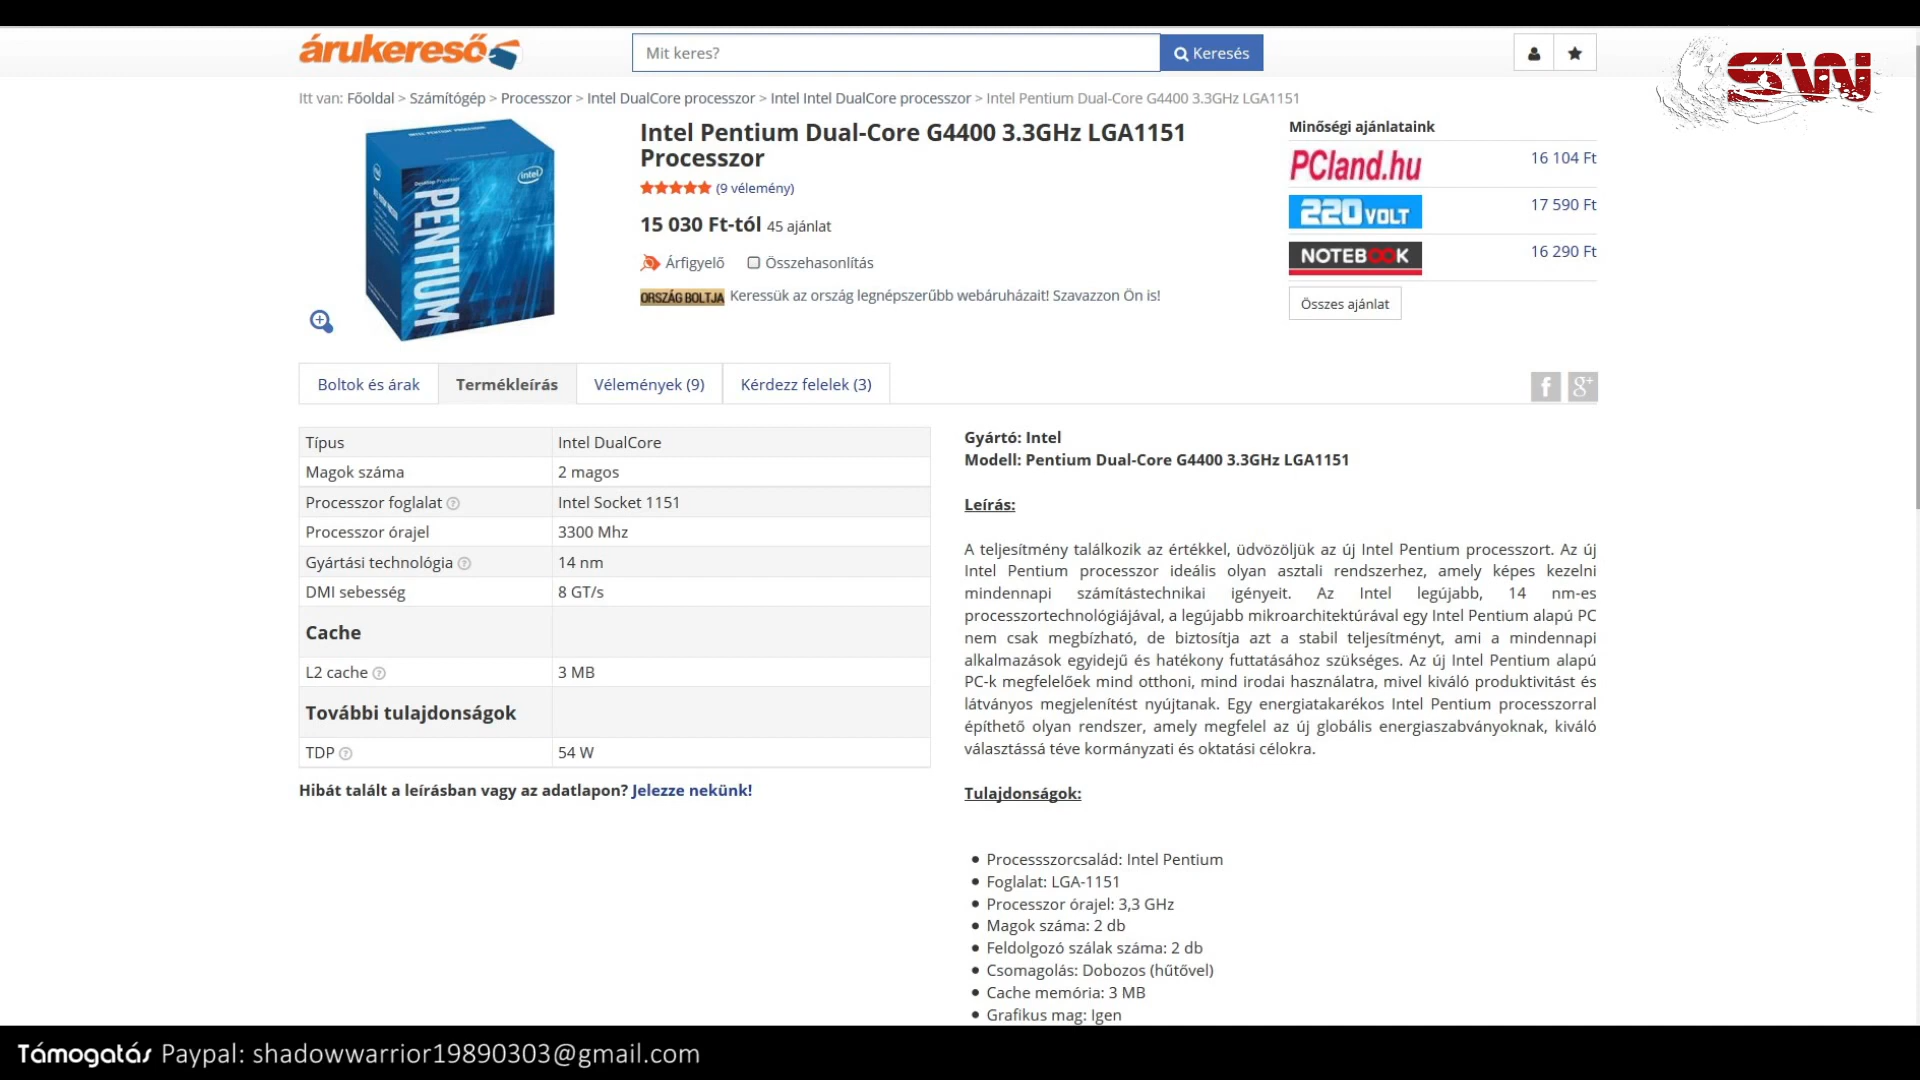 árukereső
Mit keres?
Keresés
SW
Itt van: Főoldal > Számítógép > Processzor > Intel DualCore processzor > Intel Intel DualCore processzor > Intel Pentium Dual-Core G4400 3.3GHz LGA1151
INTEL PENTIUM PROCESSOR
intel
PENTIUM
Intel Pentium Dual-Core G4400 3.3GHz LGA1151
Processzor
(9 vélemény)
15 030 Ft-tól 45 ajánlat
Árfigyelő Összehasonlítás
ORSZÁG BOLTJA Keressük az ország legnépszerűbb webáruházait! Szavazzon Ön is!
Minőségi ajánlataink
PCland.hu 16 104 Ft
220 VOLT 17 590 Ft
NOTEBOOK 16 290 Ft
Összes ajánlat
Boltok és árak Termékleírás Vélemények (9) Kérdezz felelek (3)
f g+
Típus Intel DualCore
Magok száma 2 magos
Processzor foglalat ? Intel Socket 1151
Processzor órajel 3300 Mhz
Gyártási technológia ? 14 nm
DMI sebesség 8 GT/s
Cache
L2 cache ? 3 MB
További tulajdonságok
TDP ? 54 W
Hibát talált a leírásban vagy az adatlapon? Jelezze nekünk!
Gyártó: Intel
Modell: Pentium Dual-Core G4400 3.3GHz LGA1151
Leírás:
A teljesítmény találkozik az értékkel, üdvözöljük az új Intel Pentium processzort. Az új
Intel Pentium processzor ideális olyan asztali rendszerhez, amely képes kezelni
mindennapi számítástechnikai igényeit. Az Intel legújabb, 14 nm-es
processzortechnológiájával, a legújabb mikroarchitektúrával egy Intel Pentium alapú PC
nem csak megbízható, de biztosítja azt a stabil teljesítményt, ami a mindennapi
alkalmazások egyidejű és hatékony futtatásához szükséges. Az új Intel Pentium alapú
PC-k megfelelőek mind otthoni, mind irodai használatra, mivel kiváló produktivitást és
látványos megjelenítést nyújtanak. Egy energiatakarékos Intel Pentium processzorral
építhető olyan rendszer, amely megfelel az új globális energiaszabványoknak, kiváló
választássá téve kormányzati és oktatási célokra.
Tulajdonságok:
• Processszorcsalád: Intel Pentium
• Foglalat: LGA-1151
• Processzor órajel: 3,3 GHz
• Magok száma: 2 db
• Feldolgozó szálak száma: 2 db
• Csomagolás: Dobozos (hűtővel)
• Cache memória: 3 MB
• Grafikus mag: Igen
Támogatás Paypal: shadowwarrior19890303@gmail.com